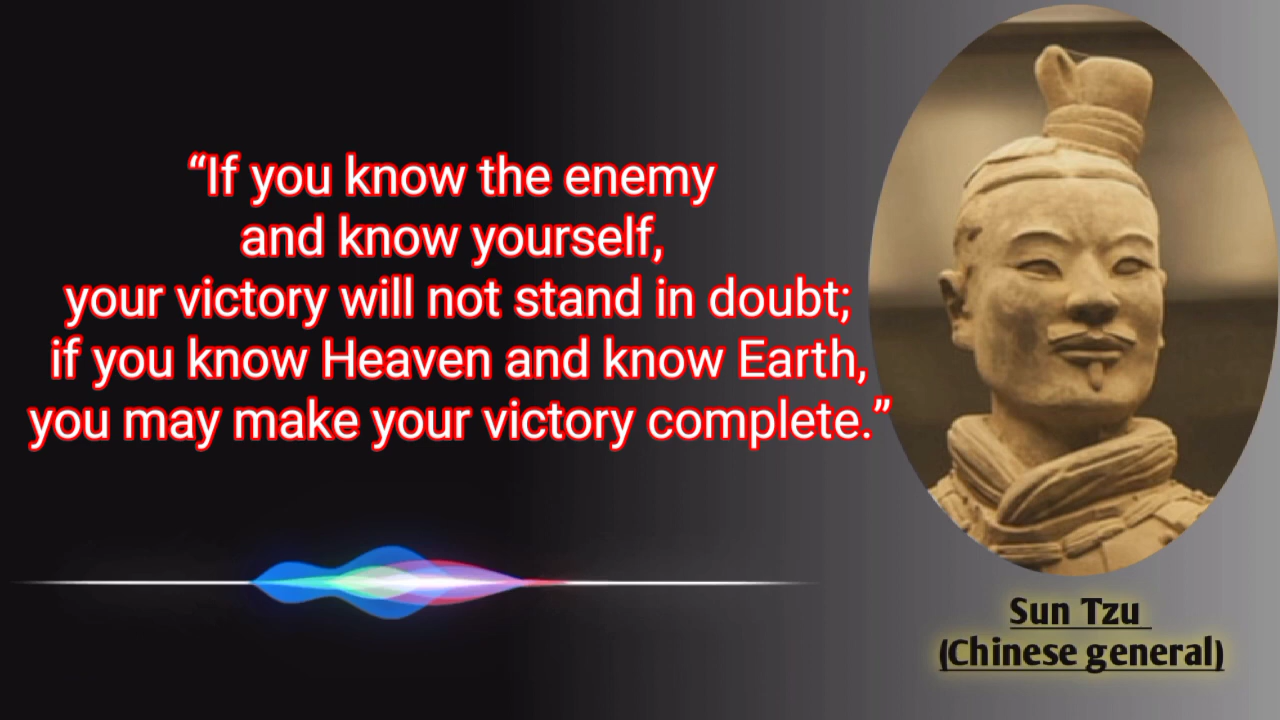 “If you know the enemy
and know yourself,
your victory will not stand in doubt;
if you know Heaven and know Earth,
you may make your victory complete.”
Sun Tzu
(Chinese general)